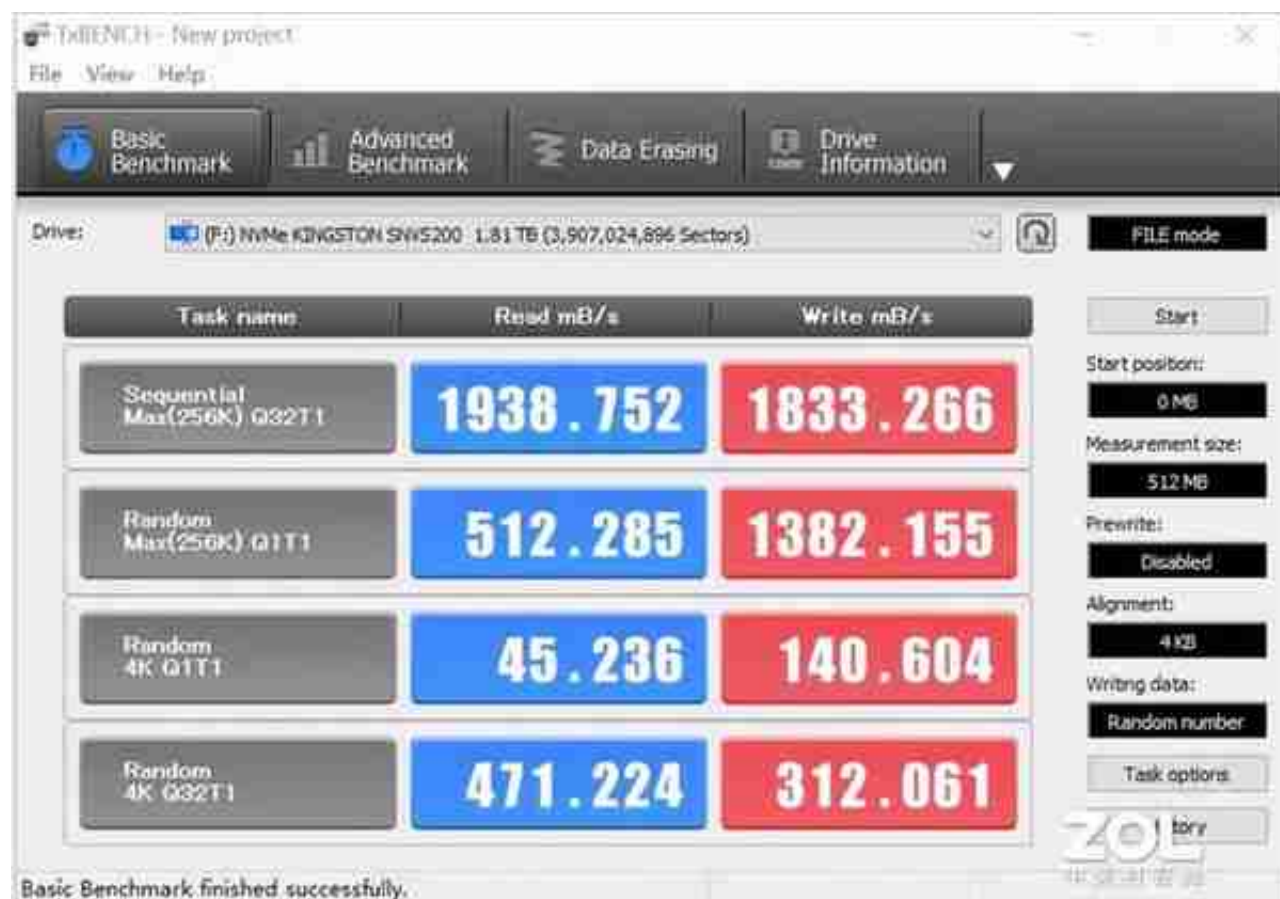 TxBENCH - New project
File View Help
Basic Benchmark
Advanced Benchmark
Data Erasing
Drive Information
Drive:
(F:) NVMe KINGSTON SNVS200 1.81 TB (3,907,024,896 Sectors)
FILE mode
Task name Read mB/s Write mB/s
Start
Sequential
Max(256K) Q32T1
1938.752 1833.266
Start position:
0 MB
Measurement size:
512 MB
Random
Max(256K) Q1T1
512.285 1382.155
Prewrite:
Disabled
Alignment:
4 KB
Random
4K Q1T1
45.236 140.604
Writing data:
Random number
Random
4K Q32T1
471.224 312.061
Task options
ZOL
tory
Basic Benchmark finished successfully.